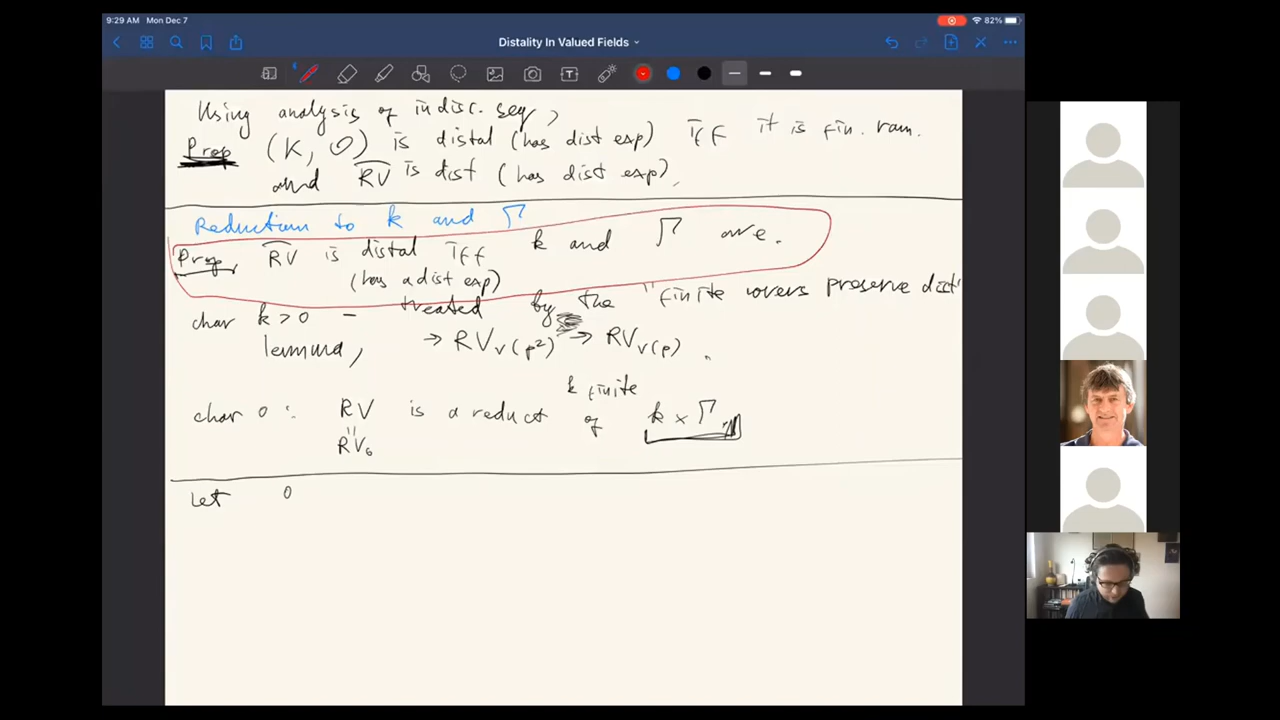 9:29 AM Mon Dec 7
82%
Distality In Valued Fields
Using analysis of indisc. seq,
Prop (K, O) is distal (has dist exp) iff it is fin. ram.
and RV is dist (has dist exp).
Reduction to k and Γ
Prop. RV is distal iff k and Γ are.
(has a dist exp)
char k > 0 — treated by the "finite covers preserve dist
lemma, → RV_v(p²) → RV_v(p) .
k finite
char 0 : RV is a reduct of k × Γ
"
RV₀
Let 0